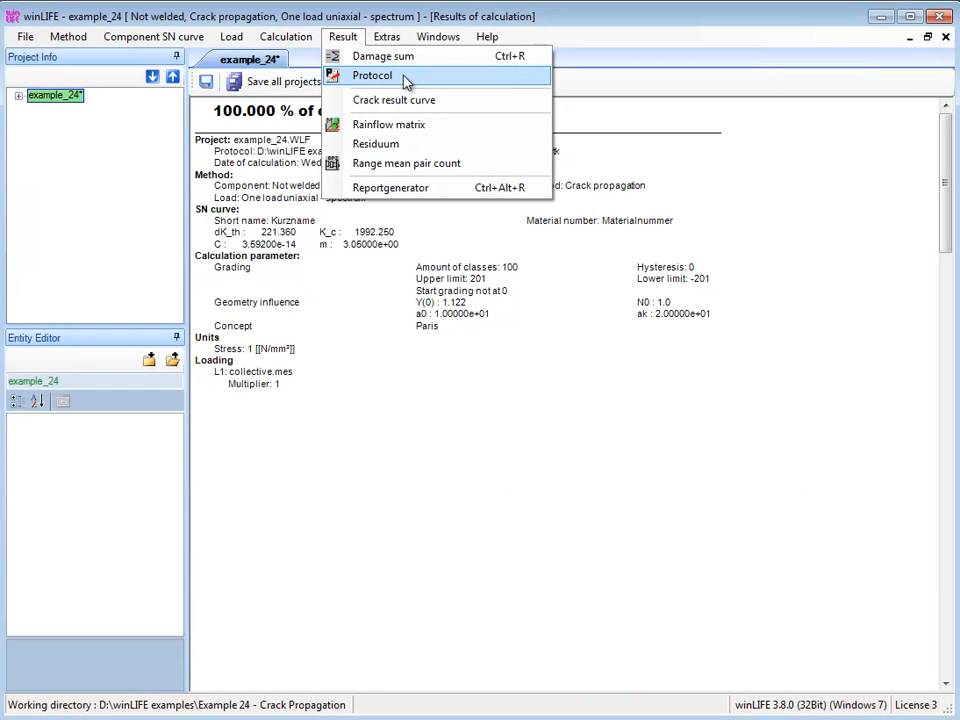 winLIFE - example_24 [ Not welded, Crack propagation, One load uniaxial - spectrum ] - [Results of calculation]
File Method Component SN curve Load Calculation Result Extras Windows Help
Project Info
example_24*
example_24*
Save all projects
Damage sum Ctrl+R
Protocol
Crack result curve
Rainflow matrix
Residuum
Range mean pair count
Reportgenerator Ctrl+Alt+R
100.000 % of
Project: example_24.WLF
Protocol: D:\winLIFE
Date of calculation: Wed
Method:
Component: Not welded
: Crack propagation
One load uniaxial - spectrum
SN curve:
Short name: Kurzname Material number: Materialnummer
dK_th : 221.360 K_c : 1992.250
C : 3.59200e-14 m : 3.05000e+00
Calculation parameter:
Grading Amount of classes: 100 Hysteresis: 0
Upper limit: 201 Lower limit: -201
Start grading not at 0
Geometry influence Y(0) : 1.122 N0 : 1.0
a0 : 1.00000e+01 ak : 2.00000e+01
Concept Paris
Units
Stress: 1 [[N/mm²]]
Loading
L1: collective.mes
Multiplier: 1
Entity Editor
example_24
Working directory : D:\winLIFE examples\Example 24 - Crack Propagation
winLIFE 3.8.0 (32Bit) (Windows 7) License 3